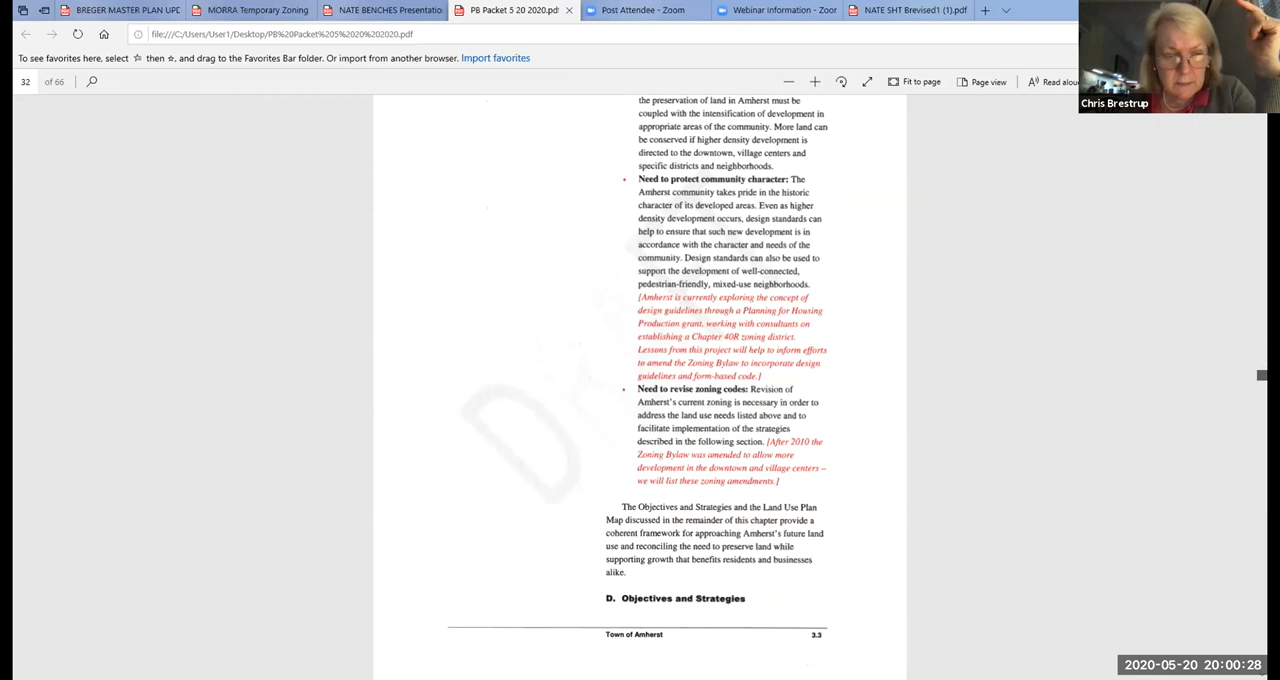 BREGER MASTER PLAN UPD
MORRA Temporary Zoning
NATE BENCHES Presentatio
PB Packet 5 20 2020.pdf
Post Attendee - Zoom
Webinar Information - Zoom
NATE SHT Brevised1 (1).pdf
file:///C:/Users/User1/Desktop/PB%20Packet%205%2020%202020.pdf
To see favorites here, select ☆ then ☆, and drag to the Favorites Bar folder. Or import from another browser. Import favorites
32 of 66
Fit to page
Page view
Read alou
Chris Brestrup
the preservation of land in Amherst must be
coupled with the intensification of development in
appropriate areas of the community. More land can
be conserved if higher density development is
directed to the downtown, village centers and
specific districts and neighborhoods.
• Need to protect community character: The
Amherst community takes pride in the historic
character of its developed areas. Even as higher
density development occurs, design standards can
help to ensure that such new development is in
accordance with the character and needs of the
community. Design standards can also be used to
support the development of well-connected,
pedestrian-friendly, mixed-use neighborhoods.
[Amherst is currently exploring the concept of
design guidelines through a Planning for Housing
Production grant, working with consultants on
establishing a Chapter 40R zoning district.
Lessons from this project will help to inform efforts
to amend the Zoning Bylaw to incorporate design
guidelines and form-based code.]
• Need to revise zoning codes: Revision of
Amherst's current zoning is necessary in order to
address the land use needs listed above and to
facilitate implementation of the strategies
described in the following section. [After 2010 the
Zoning Bylaw was amended to allow more
development in the downtown and village centers –
we will list these zoning amendments.]
The Objectives and Strategies and the Land Use Plan
Map discussed in the remainder of this chapter provide a
coherent framework for approaching Amherst's future land
use and reconciling the need to preserve land while
supporting growth that benefits residents and businesses
alike.
D. Objectives and Strategies
Town of Amherst 3.3
2020-05-20 20:00:28